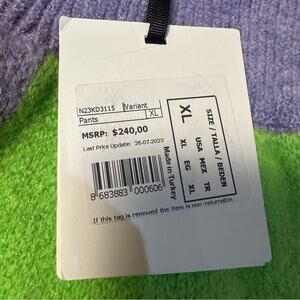 N23KD3115 Variant
Pants XL
MSRP: $240,00
Last Price Update: 26.07.2022
8 683883 000606
Made in Turkey
SIZE / TALLA / BEDEN
XL USA MEX TR
XL EG XL
If this tag is removed the item is non-returnable.